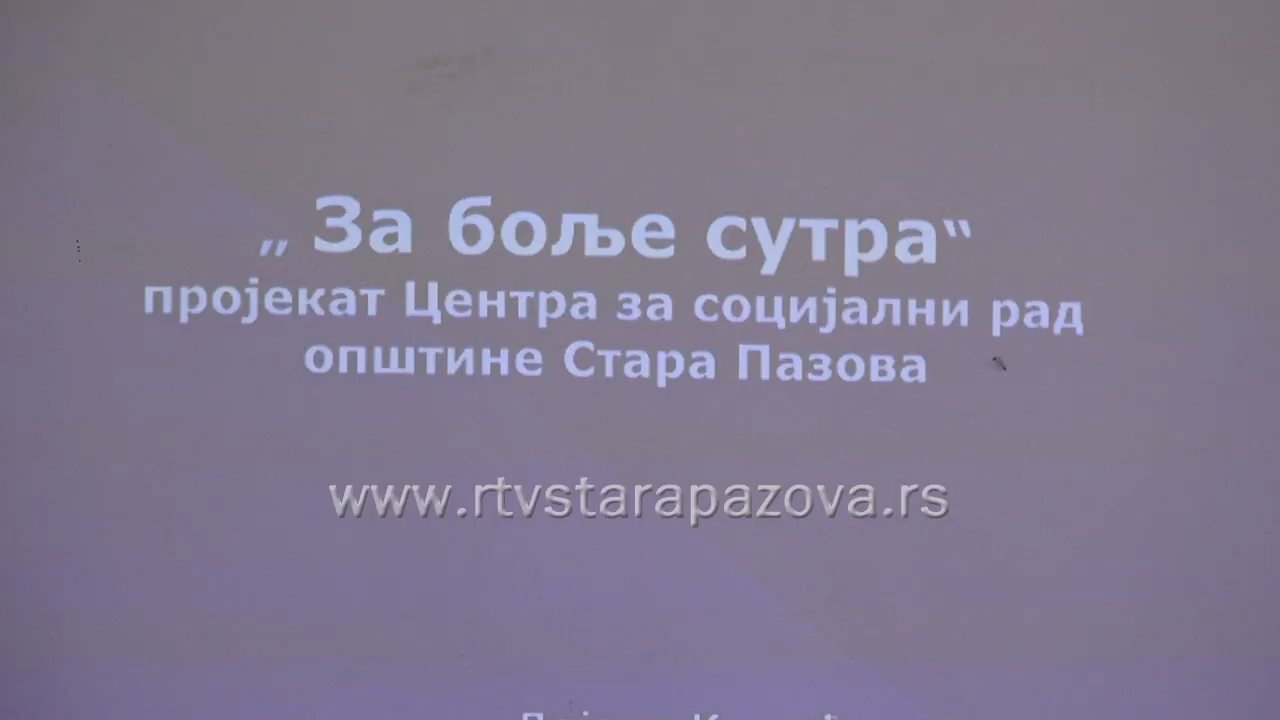 „ За боље сутра“
пројекат Центра за социјални рад
општине Стара Пазова
www.rtvstarapazova.rs